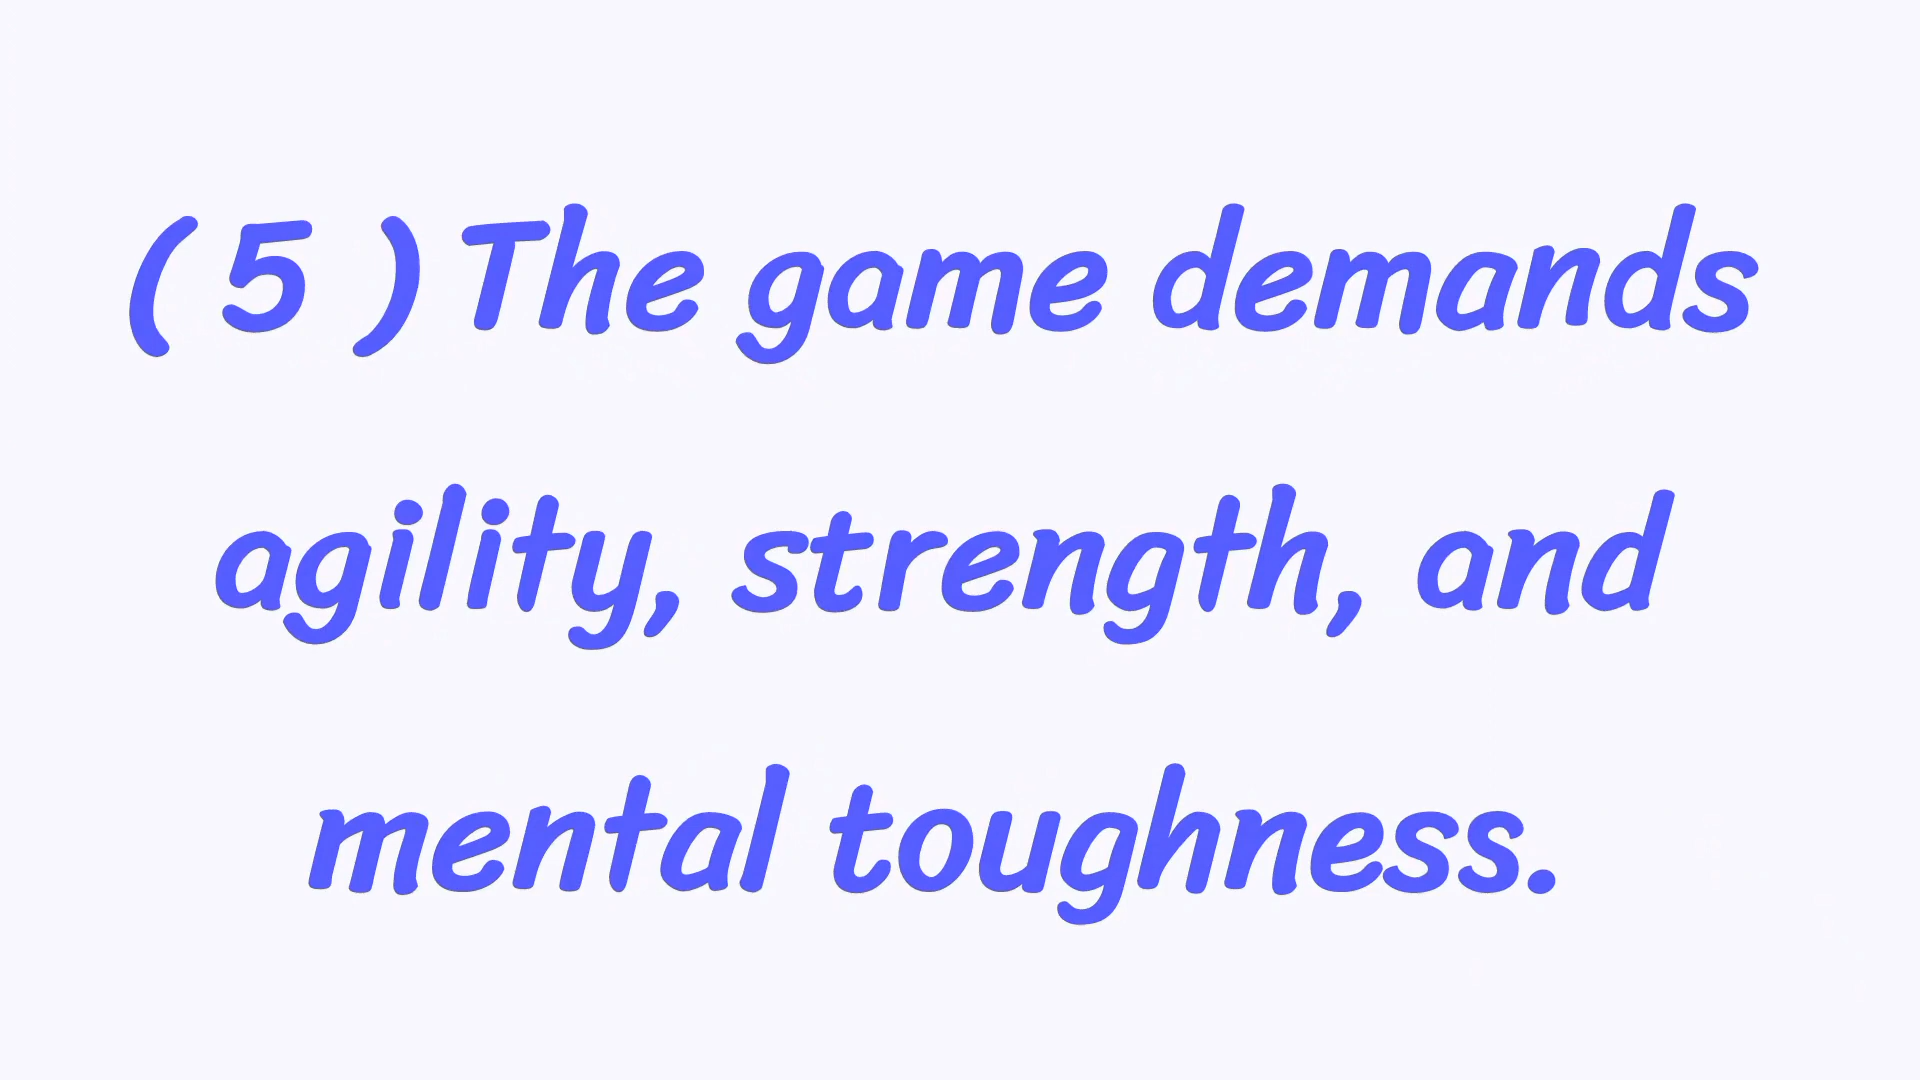 ( 5 ) The game demands
agility, strength, and
mental toughness.